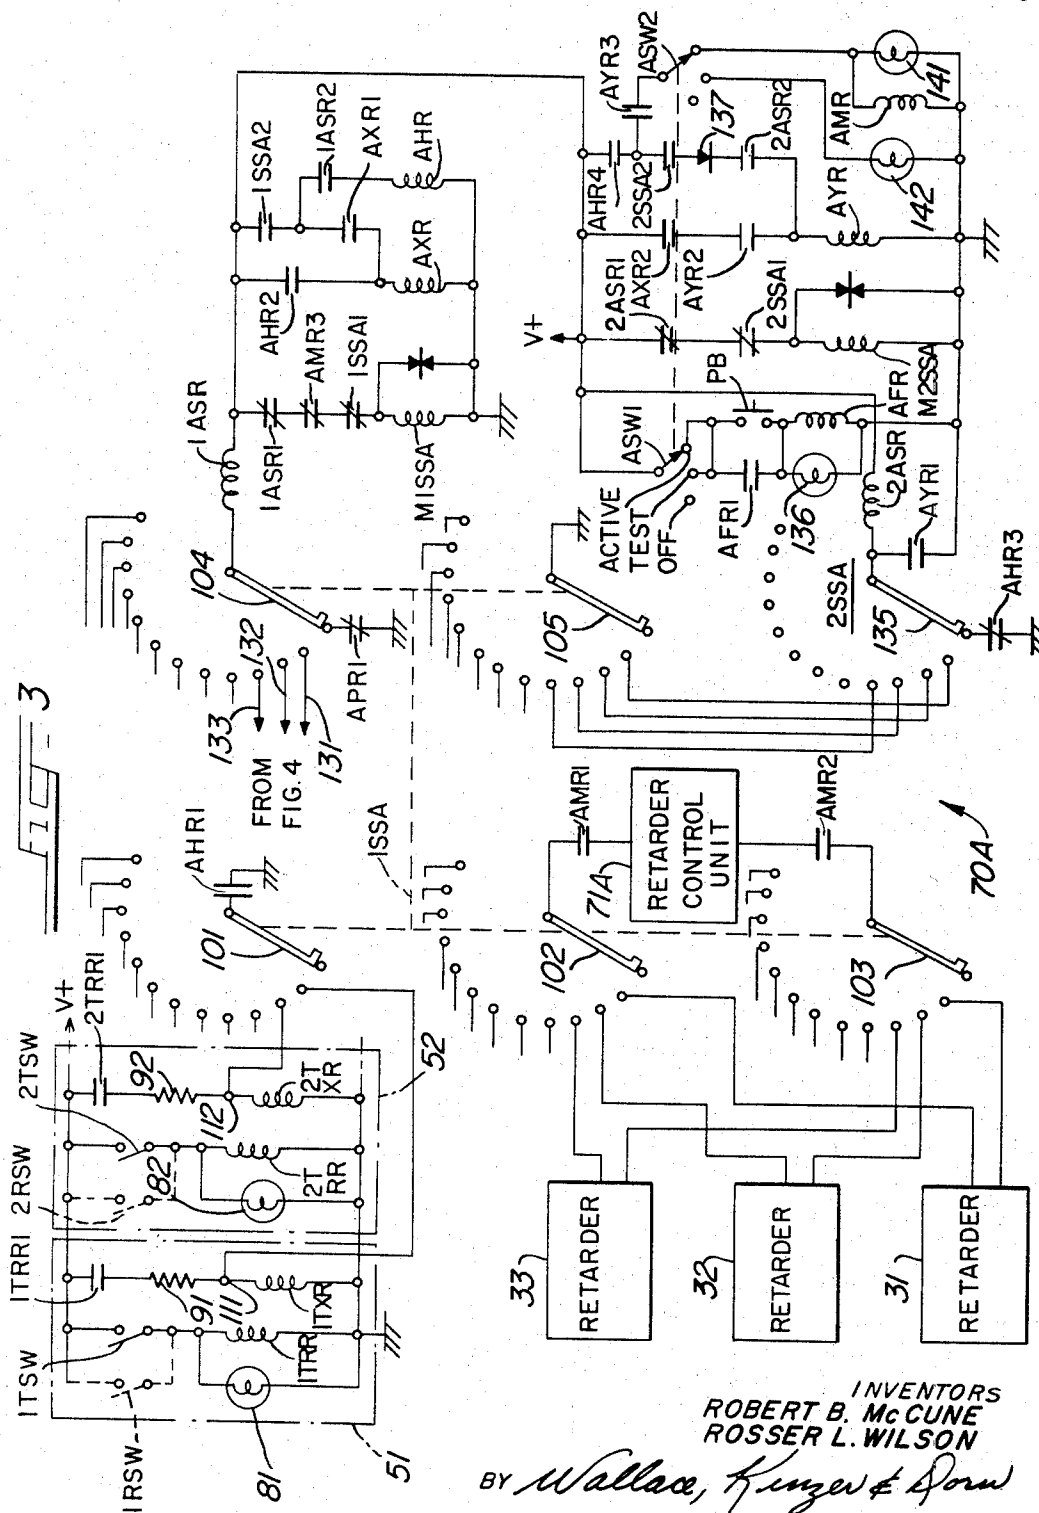 FIG. 3
1TSW
1RSW
1TRR1
91
111
1TXR
1TRR
81
51
2TSW
2RSW
2TRR1
V+
92
112
2T
XR
82
2T
RR
52
101
AHR1
133
132
131
FROM
FIG. 4
104
APR1
1ASR
1ASR1
AMR3
1SSA1
M1SSA
AHR2
AXR
1SSA2
1ASR2
AXR1
AHR
1SSA
102
AMR1
71A
RETARDER
CONTROL
UNIT
AMR2
103
70A
105
33
RETARDER
32
RETARDER
31
RETARDER
ACTIVE
TEST
OFF
ASW1
AFR1
136
PB
AFR
M2SSA
2ASR
AYR1
2SSA
135
AHR3
V+
2ASR1
AXR2
AYR2
2SSA1
AHR4
2SSA2
AYR3
ASW2
137
2ASR2
AYR
142
AMR
141
INVENTORS
ROBERT B. McCUNE
ROSSER L. WILSON
BY Wallace, Kinzer & Dorn